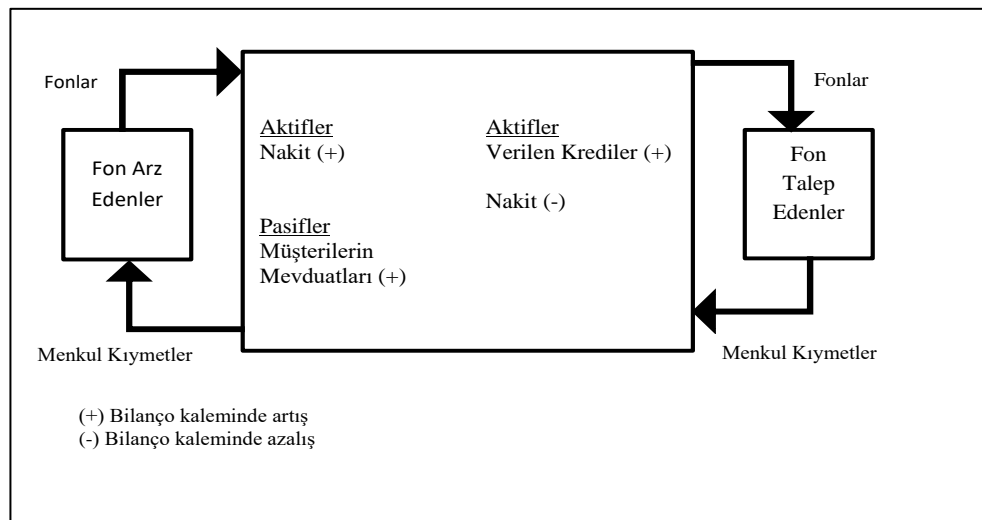 Fonlar
Fon Arz
Edenler
Menkul Kıymetler
Aktifler
Nakit (+)
Pasifler
Müşterilerin
Mevduatları (+)
Aktifler
Verilen Krediler (+)
Nakit (-)
Fonlar
Fon
Talep
Edenler
Menkul Kıymetler
(+) Bilanço kaleminde artış
(-) Bilanço kaleminde azalış